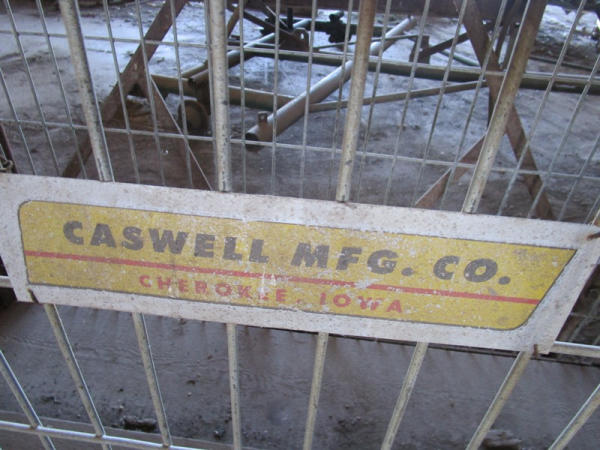 CASWELL MFG. CO.
CHEROKEE, IOWA